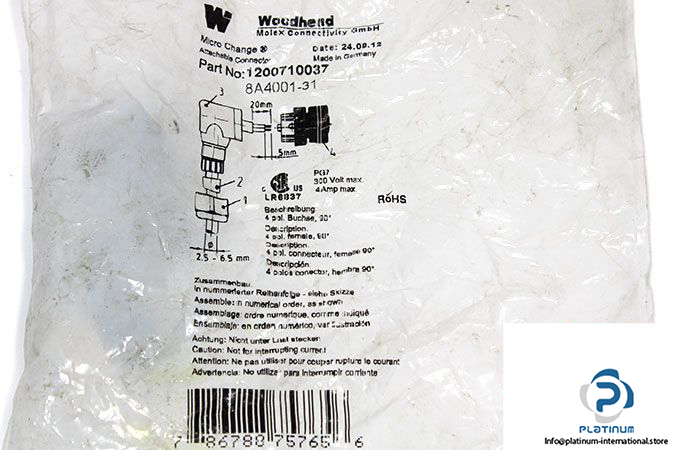 W Woodhead
Molex Connectivity GmbH
Micro Change ®
Attachable Connector
Date: 24.09.12
Made in Germany
Part No: 1200710037
8A4001-31
3
20mm
5mm
4
2
1
2.5 - 6.5 mm
PG7
300 Volt max.
4 Amp max.
C US
LR6837
RoHS
Beschreibung
4 pol. Buchse, 90°
Description.
4 pol. female, 90°
Description.
4 pol. connecteur, femelle 90°
Descripción
4 polos conector, hembra 90°
Zusammenbau
in nummerierter Reihenfolge - siehe Skizze
Assemble: in numerical order, as shown
Assemblage: ordre numerique, comme indiqué
Ensamblaje: en orden numérico, ver ilustración
Achtung: Nicht unter Last stecken
Caution: Not for interrupting current
Attention: Ne pas utiliser pour couper rupture le courant
Advertencia: No utilizar para interrumpir corriente
7 86788 75765 6
PLATINUM
info@platinum-international.store